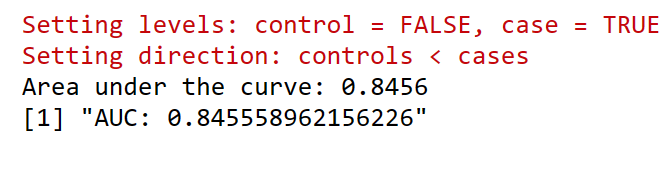 Setting levels: control = FALSE, case = TRUE
Setting direction: controls < cases
Area under the curve: 0.8456
[1] "AUC: 0.845558962156226"